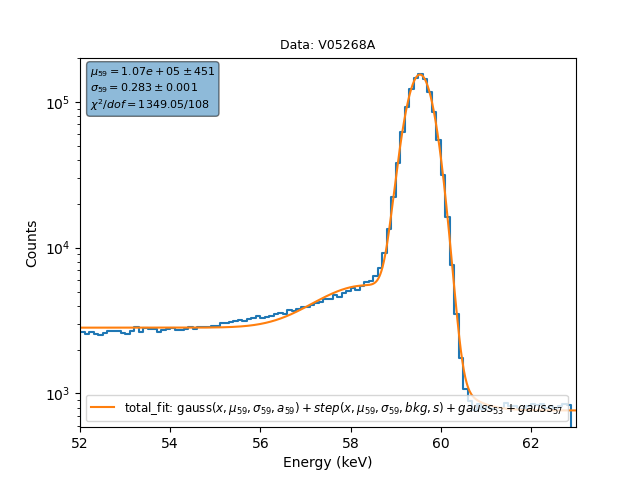 Data: V05268A
μ₅₉ = 1.07e + 05 ± 451
σ₅₉ = 0.283 ± 0.001
χ²/dof = 1349.05/108
10⁵
10⁴
10³
Counts
total_fit: gauss(x, μ₅₉, σ₅₉, a₅₉) + step(x, μ₅₉, σ₅₉, bkg, s) + gauss₅₃ + gauss₅₇
52 54 56 58 60 62
Energy (keV)